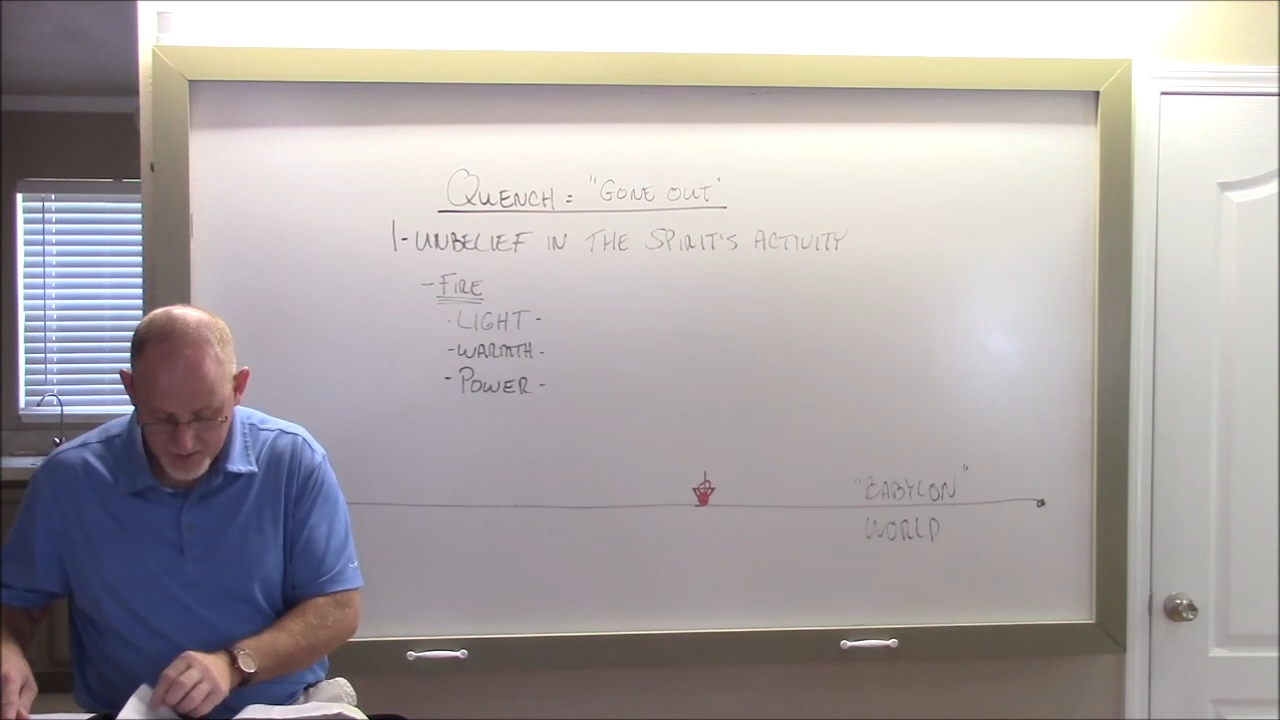 QUENCH = "GONE OUT"
1-UNBELIEF IN THE SPIRIT'S ACTIVITY
-FIRE
·LIGHT-
-WARMTH-
-POWER-
"BABYLON"
WORLD